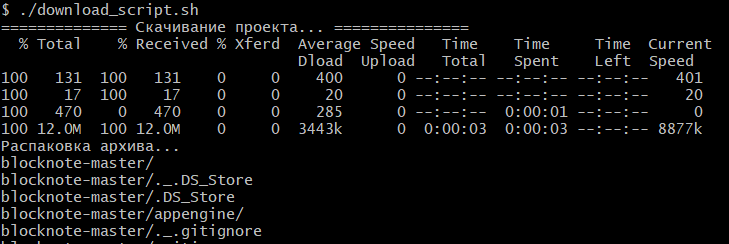 $ ./download_script.sh
============== Скачивание проекта... ===============
  % Total    % Received % Xferd  Average Speed   Time    Time     Time  Current
                                 Dload  Upload   Total   Spent    Left  Speed
100   131  100   131    0     0    400      0 --:--:-- --:--:-- --:--:--   401
100    17  100    17    0     0     20      0 --:--:-- --:--:-- --:--:--    20
100   470    0   470    0     0    285      0 --:--:--  0:00:01 --:--:--     0
100 12.0M  100 12.0M    0     0  3443k      0  0:00:03  0:00:03 --:--:-- 8877k
Распаковка архива...
blocknote-master/
blocknote-master/._.DS_Store
blocknote-master/.DS_Store
blocknote-master/appengine/
blocknote-master/._.gitignore